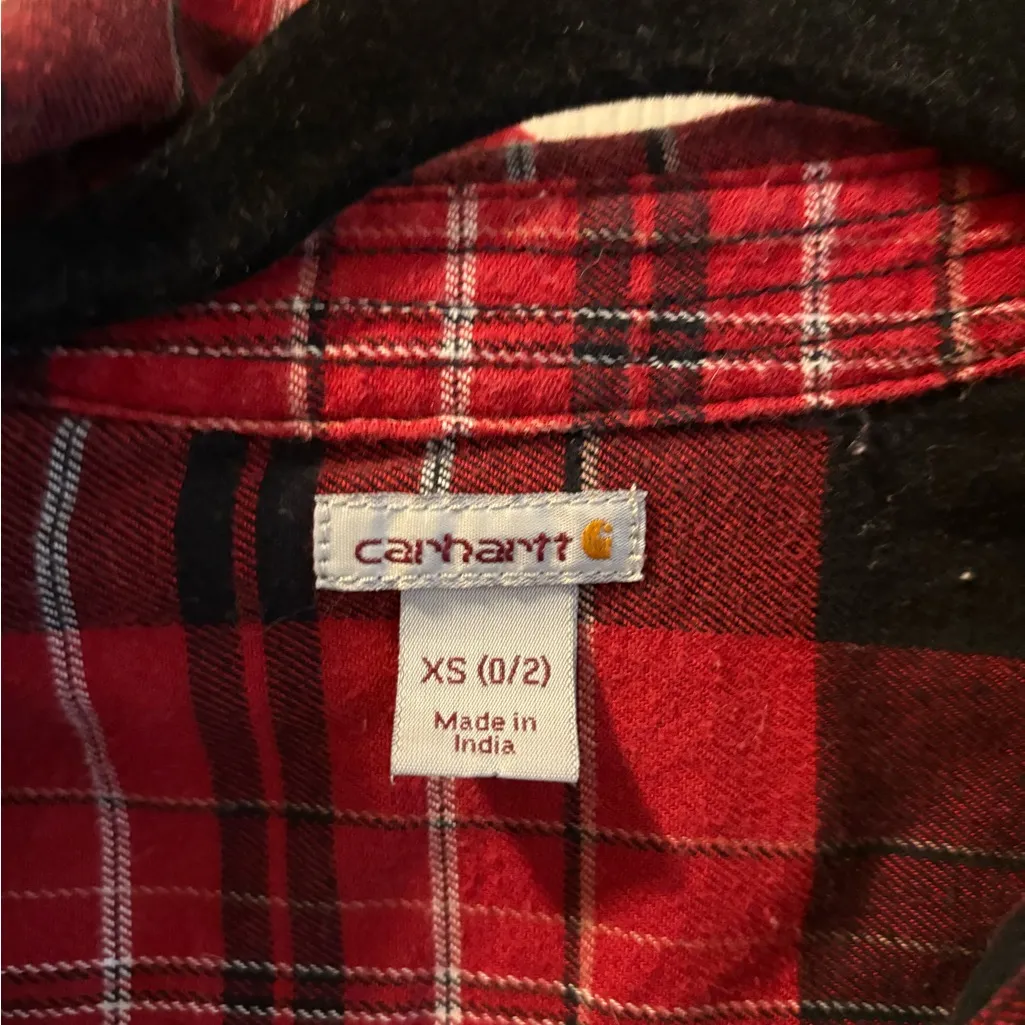 carhartt
XS (0/2)
Made in
India